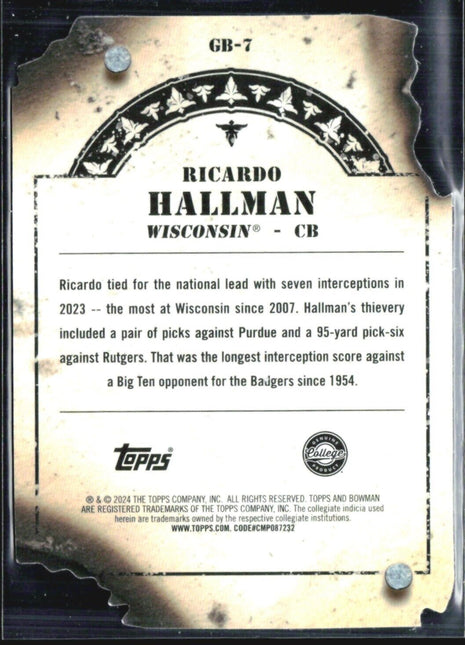 GB-7
RICARDO
HALLMAN
WISCONSIN® - CB
Ricardo tied for the national lead with seven interceptions in
2023 -- the most at Wisconsin since 2007. Hallman's thievery
included a pair of picks against Purdue and a 95-yard pick-six
against Rutgers. That was the longest interception score against
a Big Ten opponent for the Badgers since 1954.
topps®
GENUINE
College
PRODUCT
® & © 2024 THE TOPPS COMPANY, INC. ALL RIGHTS RESERVED. TOPPS AND BOWMAN
ARE REGISTERED TRADEMARKS OF THE TOPPS COMPANY, INC. The collegiate indicia used
herein are trademarks owned by the respective collegiate institutions.
WWW.TOPPS.COM. CODE#CMP087232